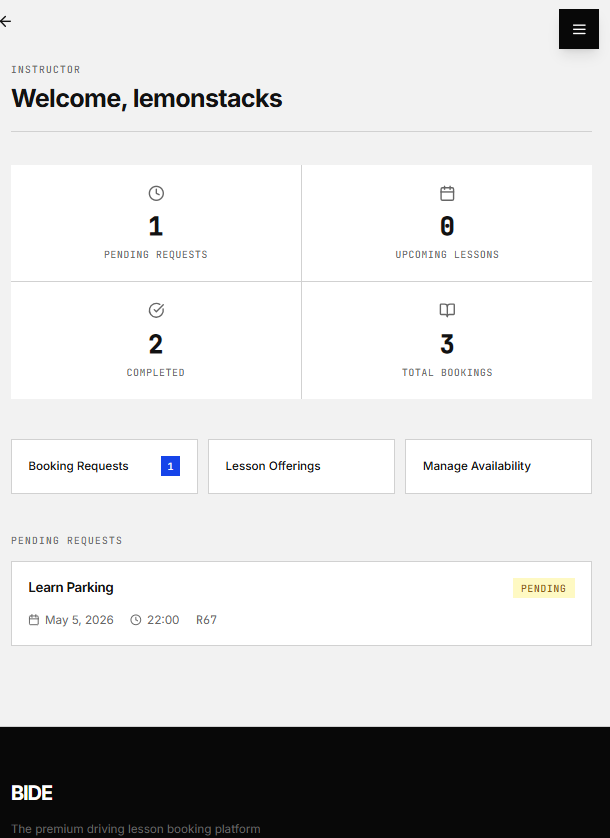 INSTRUCTOR
Welcome, lemonstacks
1
PENDING REQUESTS
0
UPCOMING LESSONS
2
COMPLETED
3
TOTAL BOOKINGS
Booking Requests 1
Lesson Offerings
Manage Availability
PENDING REQUESTS
Learn Parking PENDING
May 5, 2026 22:00 R67
BIDE
The premium driving lesson booking platform